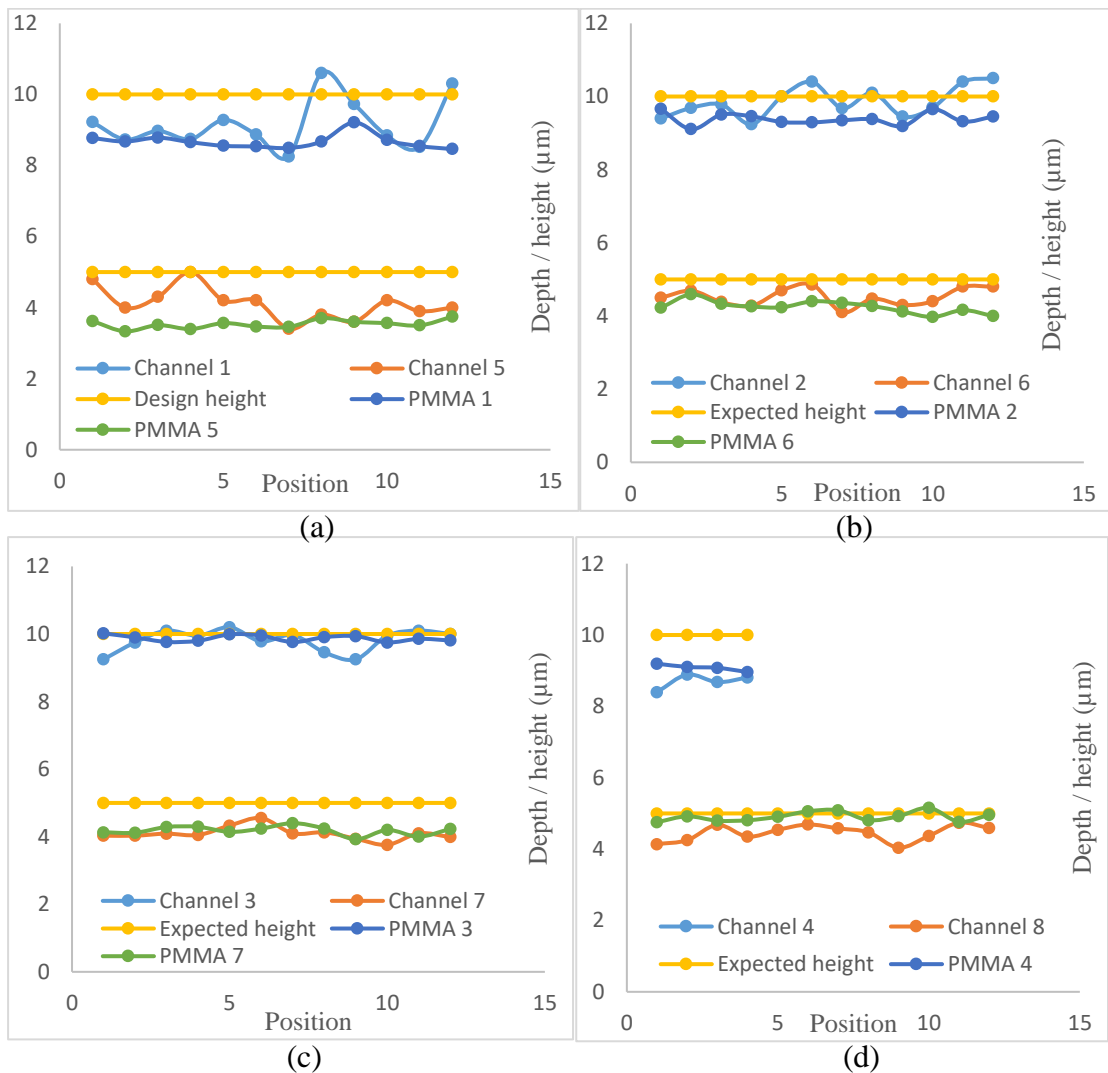 12
10
8
6
4
2
0
0
5
10
15
Depth / height (µm)
Position
Channel 1
Channel 5
Design height
PMMA 1
PMMA 5
(a)
12
10
8
6
4
2
0
0
5
10
15
Depth / height (µm)
Position
Channel 2
Channel 6
Expected height
PMMA 2
PMMA 6
(b)
12
10
8
6
4
2
0
0
5
10
15
Depth / height (µm)
Position
Channel 3
Channel 7
Expected height
PMMA 3
PMMA 7
(c)
12
10
8
6
4
2
0
0
5
10
15
Depth / height (µm)
Position
Channel 4
Channel 8
Expected height
PMMA 4
(d)